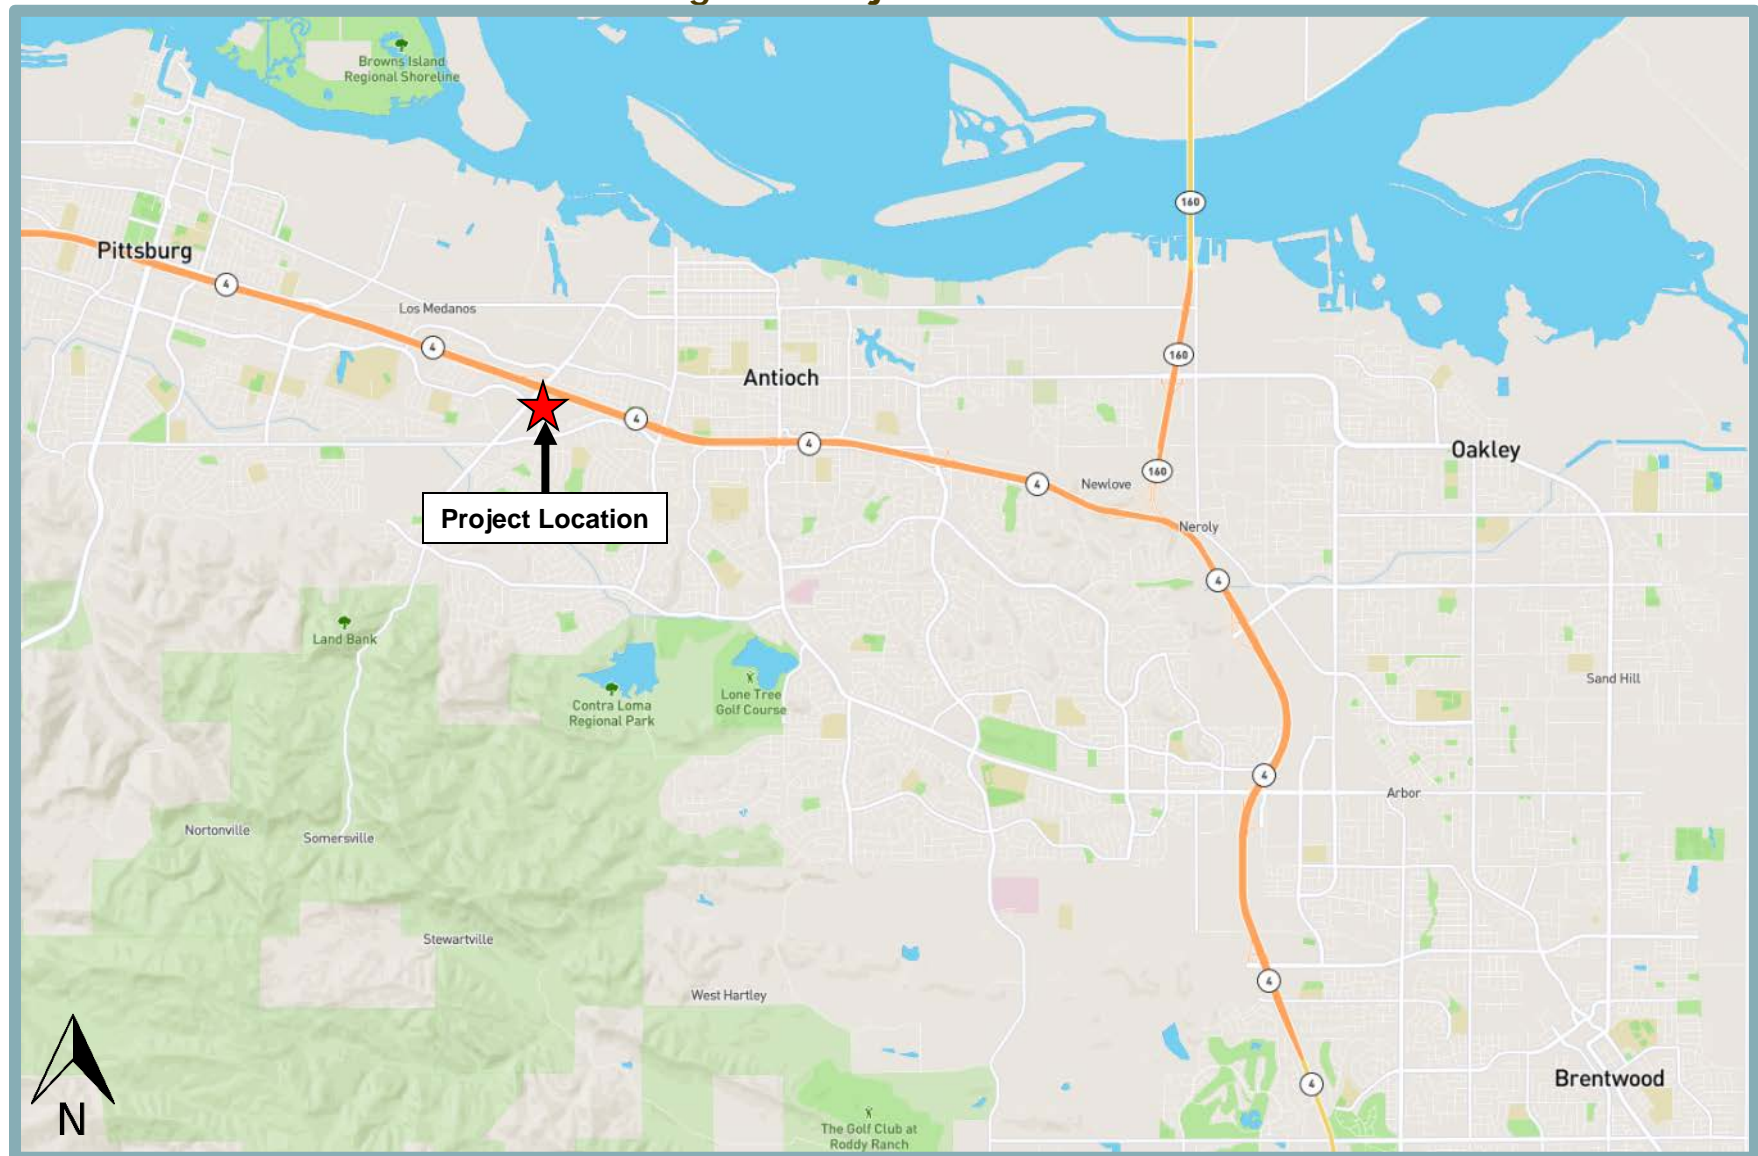 Browns Island
Regional Shoreline
160
Pittsburg
4
Los Medanos
4
160
Antioch
4
4
Oakley
160
4
Newlove
Project Location
Neroly
4
Land Bank
Contra Loma
Regional Park
Lone Tree
Golf Course
Sand Hill
4
Arbor
Nortonville
Somersville
Stewartville
West Hartley
4
Brentwood
4
N
The Golf Club at
Roddy Ranch